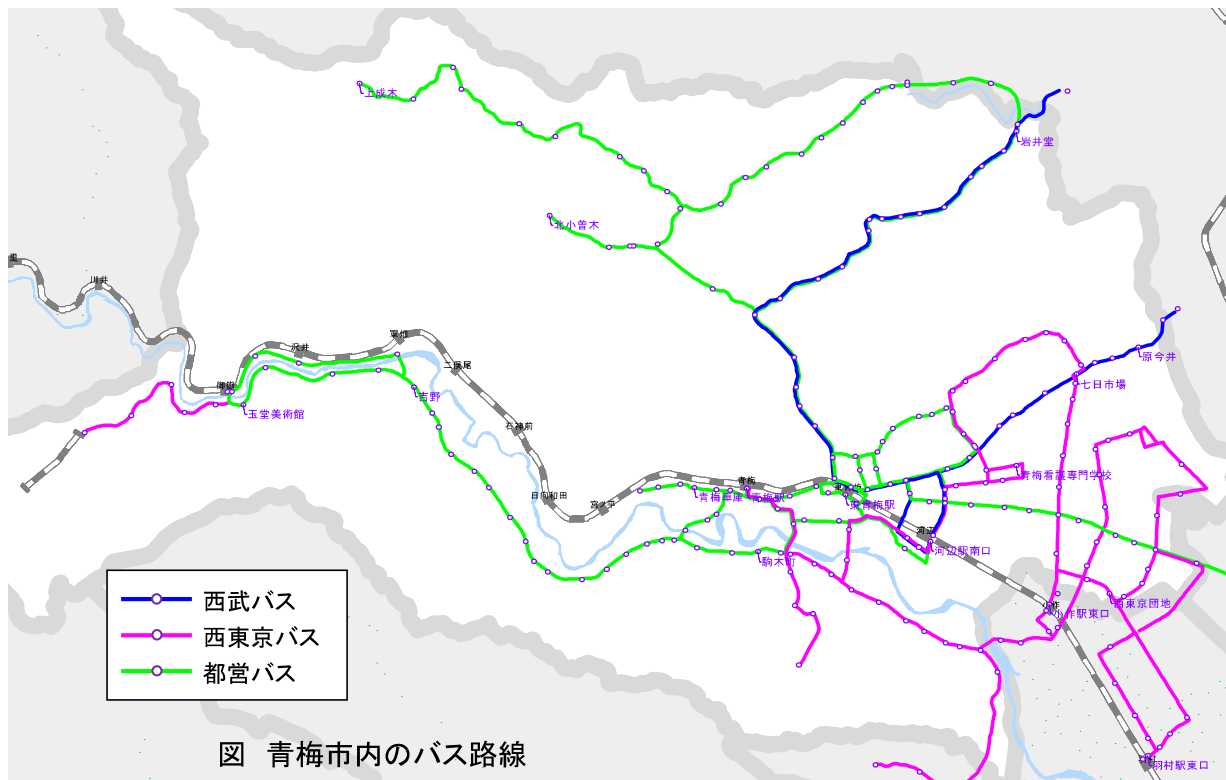 上成木
岩井堂
北小曽木
川井
原今井
沢井
軍畑
二俣尾
七日市場
御嶽
吉野
玉堂美術館
石神前
青梅看護専門学校
青梅
日向和田
宮ノ平
青梅車庫
青梅駅
東青梅
東青梅駅
河辺
河辺駅南口
駒木町
西東京団地
小作
小作駅東口
羽村駅東口
西武バス
西東京バス
都営バス
図 青梅市内のバス路線